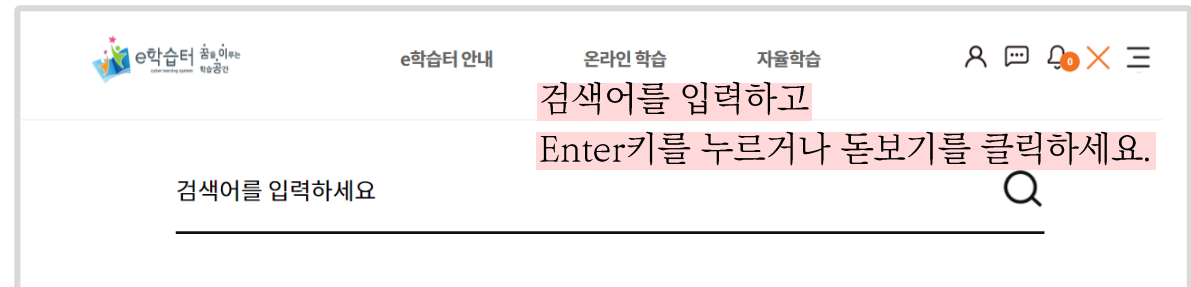 e학습터 꿈을 이루는 학습공간
cyber learning system
e학습터 안내 온라인 학습 자율학습 0
검색어를 입력하고
Enter키를 누르거나 돋보기를 클릭하세요.
검색어를 입력하세요